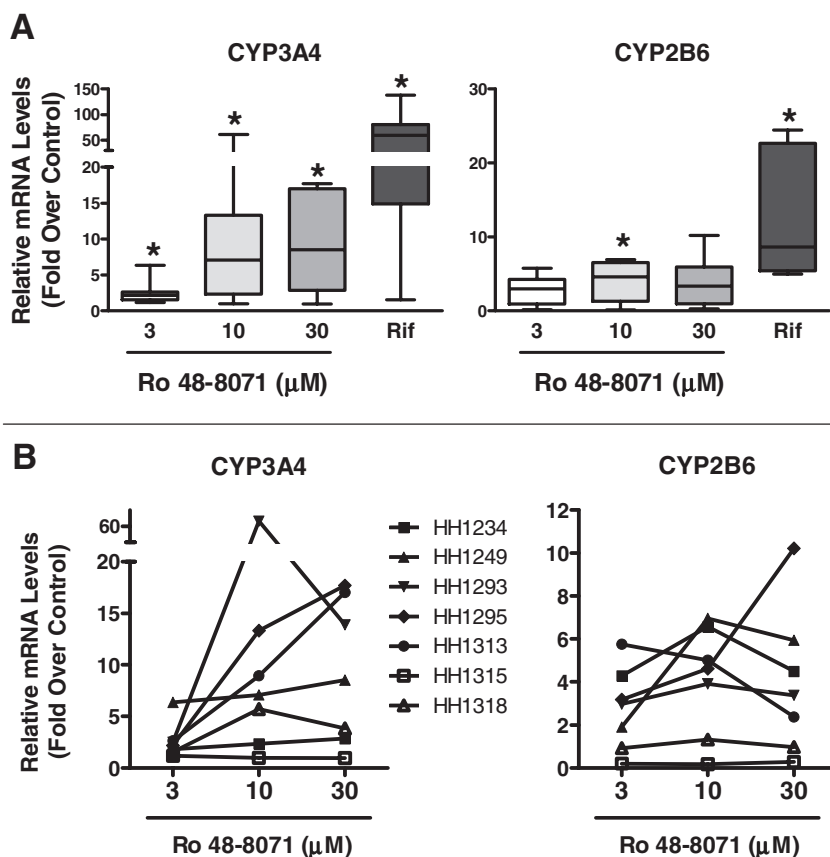 A
CYP3A4
CYP2B6
Relative mRNA Levels
(Fold Over Control)
150
100
50
20
15
10
5
0
30
20
10
0
*
*
*
*
*
*
3
10
30
Rif
3
10
30
Rif
Ro 48-8071 (μM)
Ro 48-8071 (μM)
B
CYP3A4
CYP2B6
Relative mRNA Levels
(Fold Over Control)
60
20
15
10
5
0
HH1234
HH1249
HH1293
HH1295
HH1313
HH1315
HH1318
12
10
8
6
4
2
0
3
10
30
3
10
30
Ro 48-8071 (μM)
Ro 48-8071 (μM)